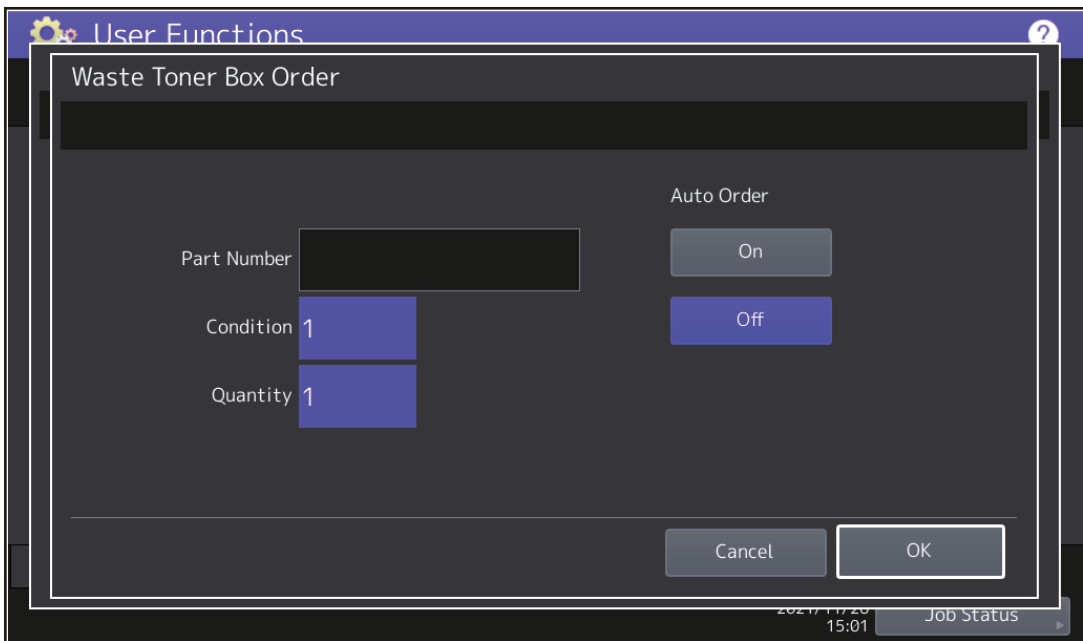 User Functions
?
Waste Toner Box Order
Auto Order
Part Number
On
Condition 1
Off
Quantity 1
Cancel
OK
15:01
Job Status